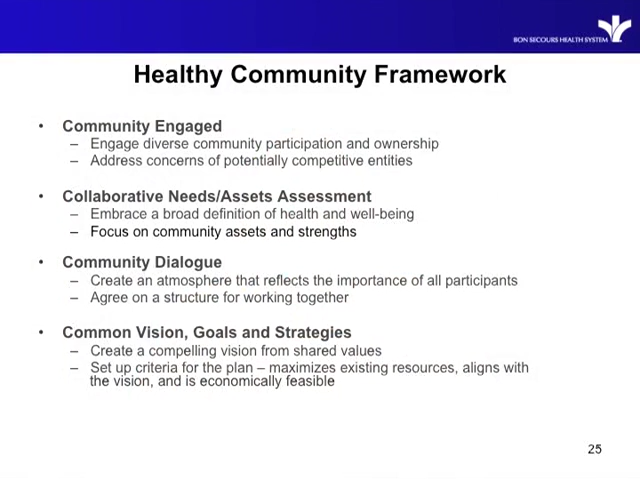 BON SECOURS HEALTH SYSTEM
Healthy Community Framework
• Community Engaged
– Engage diverse community participation and ownership
– Address concerns of potentially competitive entities
• Collaborative Needs/Assets Assessment
– Embrace a broad definition of health and well-being
– Focus on community assets and strengths
• Community Dialogue
– Create an atmosphere that reflects the importance of all participants
– Agree on a structure for working together
• Common Vision, Goals and Strategies
– Create a compelling vision from shared values
– Set up criteria for the plan – maximizes existing resources, aligns with
the vision, and is economically feasible
25